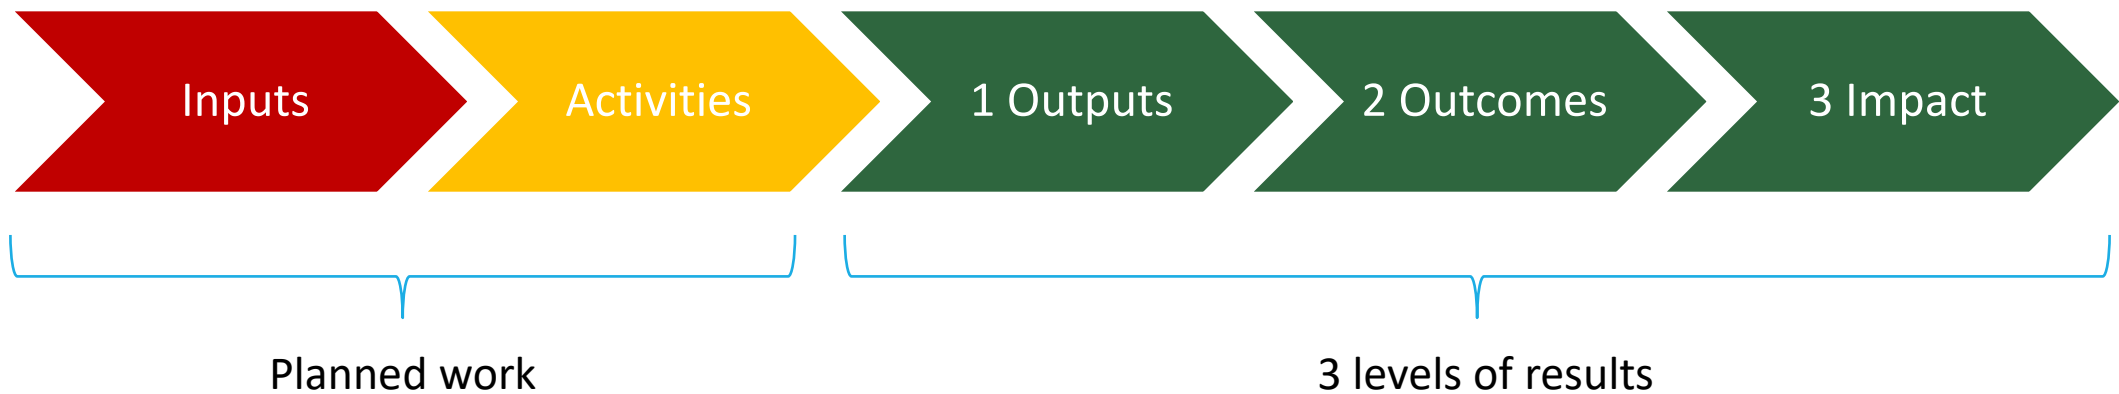 Inputs
Activities
1 Outputs
2 Outcomes
3 Impact
Planned work
3 levels of results